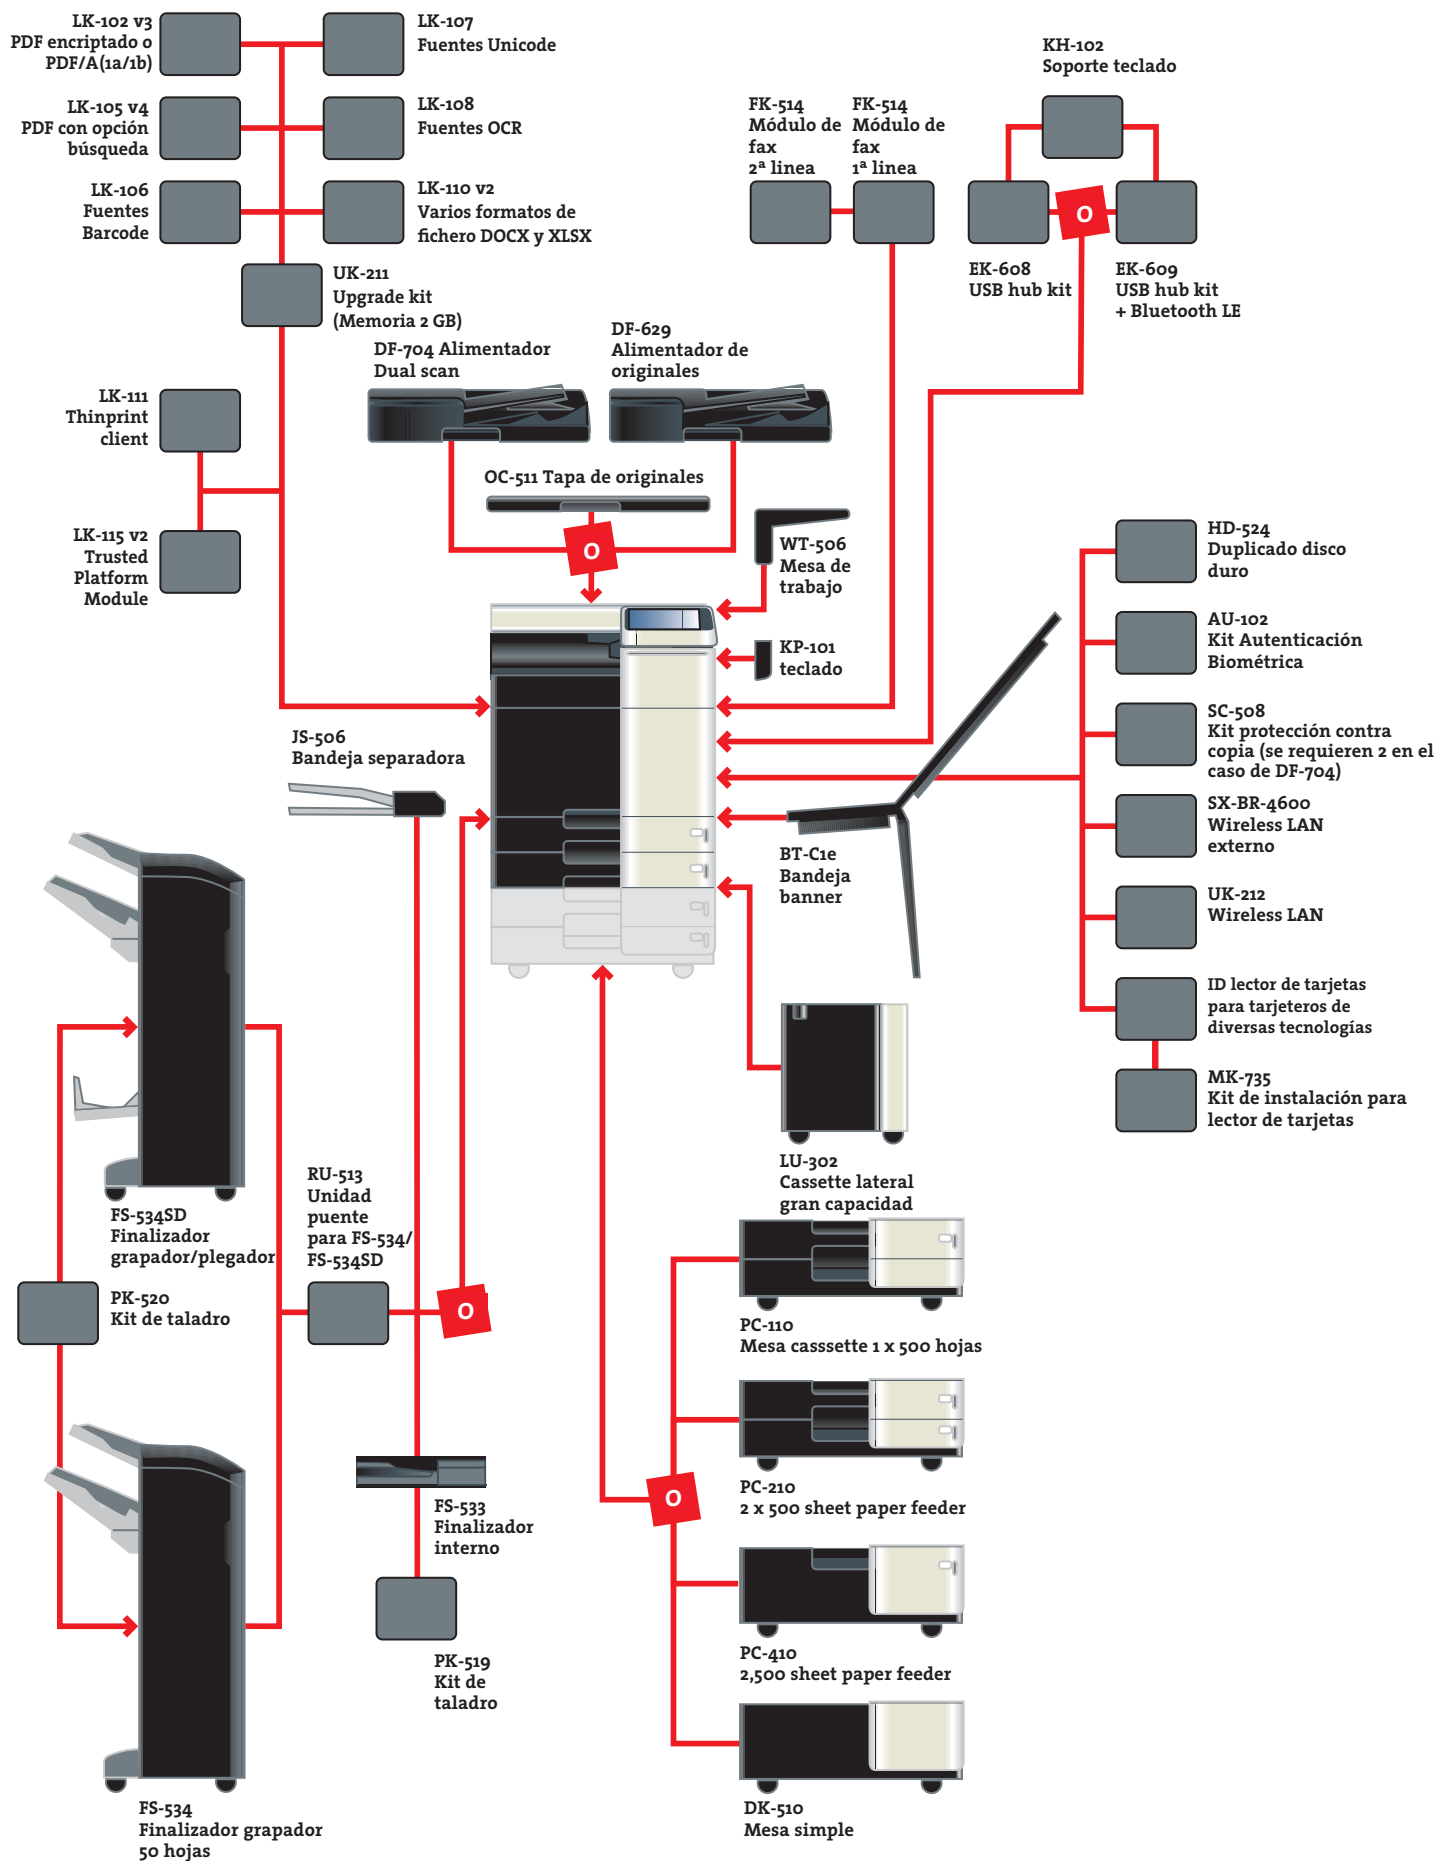 LK-102 v3
PDF encriptado o
PDF/A(1a/1b)
LK-107
Fuentes Unicode
LK-105 v4
PDF con opción
búsqueda
LK-108
Fuentes OCR
LK-106
Fuentes
Barcode
LK-110 v2
Varios formatos de
fichero DOCX y XLSX
UK-211
Upgrade kit
(Memoria 2 GB)
LK-111
Thinprint
client
LK-115 v2
Trusted
Platform
Module
FK-514
Módulo de
fax
2ª linea
FK-514
Módulo de
fax
1ª linea
KH-102
Soporte teclado
O
EK-608
USB hub kit
EK-609
USB hub kit
+ Bluetooth LE
DF-704 Alimentador
Dual scan
DF-629
Alimentador de
originales
OC-511 Tapa de originales
O
WT-506
Mesa de
trabajo
KP-101
teclado
HD-524
Duplicado disco
duro
AU-102
Kit Autenticación
Biométrica
SC-508
Kit protección contra
copia (se requieren 2 en el
caso de DF-704)
SX-BR-4600
Wireless LAN
externo
UK-212
Wireless LAN
ID lector de tarjetas
para tarjeteros de
diversas tecnologías
MK-735
Kit de instalación para
lector de tarjetas
JS-506
Bandeja separadora
BT-C1e
Bandeja
banner
LU-302
Cassette lateral
gran capacidad
FS-534SD
Finalizador
grapador/plegador
RU-513
Unidad
puente
para FS-534/
FS-534SD
PK-520
Kit de taladro
O
PC-110
Mesa casssette 1 x 500 hojas
PC-210
2 x 500 sheet paper feeder
O
FS-533
Finalizador
interno
PK-519
Kit de
taladro
PC-410
2,500 sheet paper feeder
DK-510
Mesa simple
FS-534
Finalizador grapador
50 hojas